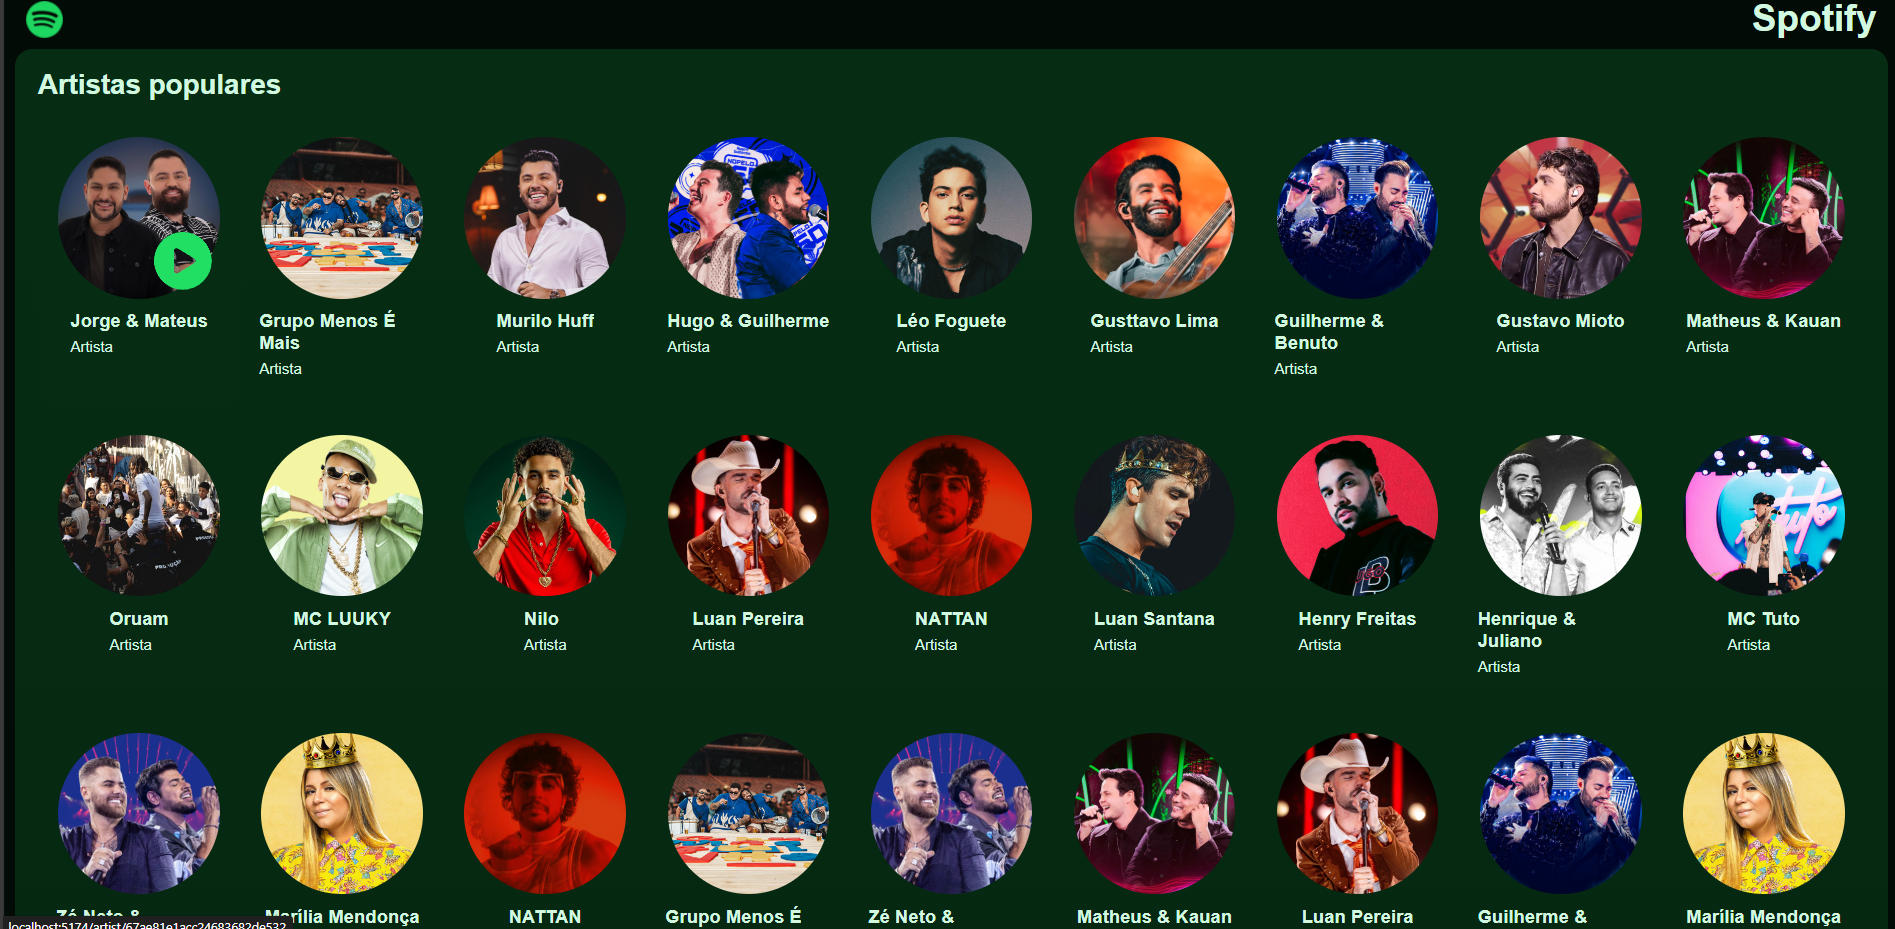 Spotify
Artistas populares
Jorge & Mateus
Artista
Grupo Menos É
Mais
Artista
Murilo Huff
Artista
Hugo & Guilherme
Artista
Léo Foguete
Artista
Gusttavo Lima
Artista
Guilherme &
Benuto
Artista
Gustavo Mioto
Artista
Matheus & Kauan
Artista
Oruam
Artista
MC LUUKY
Artista
Nilo
Artista
Luan Pereira
Artista
NATTAN
Artista
Luan Santana
Artista
Henry Freitas
Artista
Henrique &
Juliano
Artista
MC Tuto
Artista
Zé Neto &
Marília Mendonça
NATTAN
Grupo Menos É
Zé Neto &
Matheus & Kauan
Luan Pereira
Guilherme &
Marília Mendonça
localhost:5174/artist/67ae81e1acc24683682de532